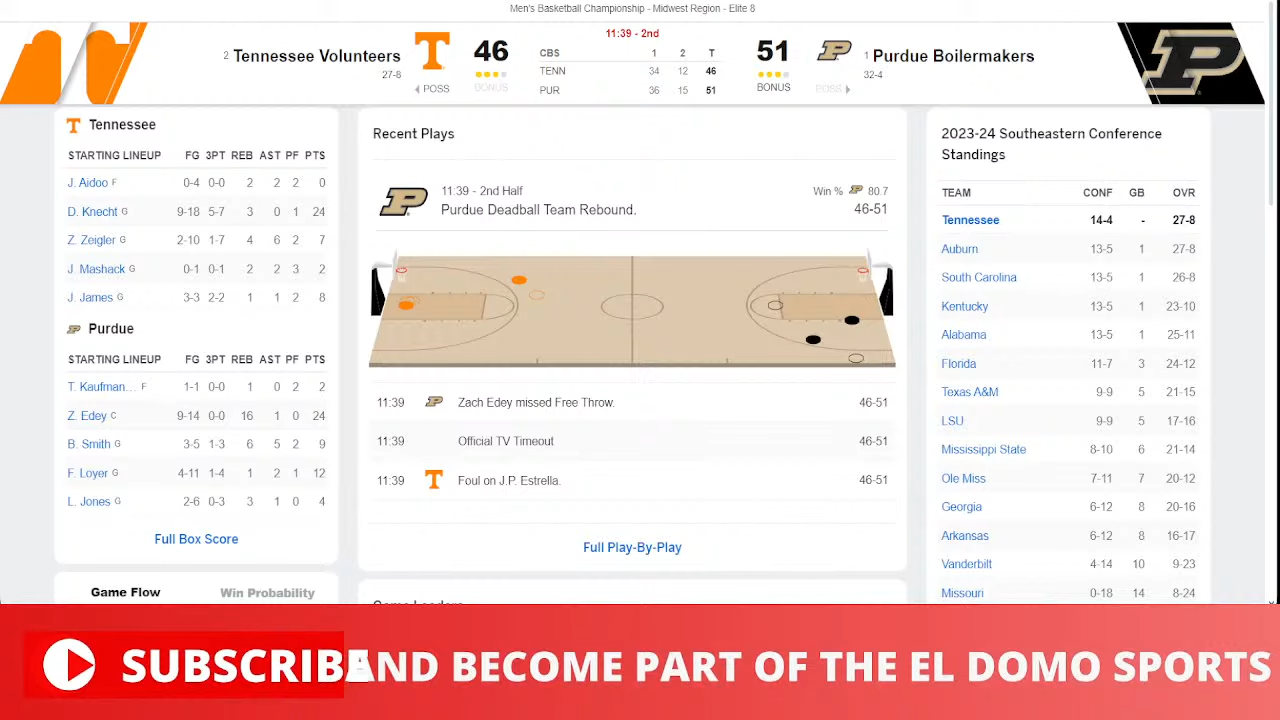 Men's Basketball Championship - Midwest Region - Elite 8
2 Tennessee Volunteers
27-8
T
46
BONUS
POSS
11:39 - 2nd
CBS 1 2 T
TENN 34 12 46
PUR 36 15 51
51
BONUS
P
1 Purdue Boilermakers
32-4
POSS
P
T Tennessee
STARTING LINEUP FG 3PT REB AST PF PTS
J. Aidoo F 0-4 0-0 2 2 2 0
D. Knecht G 9-18 5-7 3 0 1 24
Z. Zeigler G 2-10 1-7 4 6 2 7
J. Mashack G 0-1 0-1 2 2 3 2
J. James G 3-3 2-2 1 1 2 8
P Purdue
STARTING LINEUP FG 3PT REB AST PF PTS
T. Kaufman... F 1-1 0-0 1 0 2 2
Z. Edey C 9-14 0-0 16 1 0 24
B. Smith G 3-5 1-3 6 5 2 9
F. Loyer G 4-11 1-4 1 2 1 12
L. Jones G 2-6 0-3 3 1 0 4
Full Box Score
Game Flow Win Probability
Recent Plays
P
11:39 - 2nd Half
Purdue Deadball Team Rebound.
Win % P 80.7
46-51
11:39 P Zach Edey missed Free Throw. 46-51
11:39 Official TV Timeout 46-51
11:39 T Foul on J.P. Estrella. 46-51
Full Play-By-Play
Game Leaders
2023-24 Southeastern Conference
Standings
TEAM CONF GB OVR
Tennessee 14-4 - 27-8
Auburn 13-5 1 27-8
South Carolina 13-5 1 26-8
Kentucky 13-5 1 23-10
Alabama 13-5 1 25-11
Florida 11-7 3 24-12
Texas A&M 9-9 5 21-15
LSU 9-9 5 17-16
Mississippi State 8-10 6 21-14
Ole Miss 7-11 7 20-12
Georgia 6-12 8 20-16
Arkansas 6-12 8 16-17
Vanderbilt 4-14 10 9-23
Missouri 0-18 14 8-24
SUBSCRIBE AND BECOME PART OF THE EL DOMO SPORTS